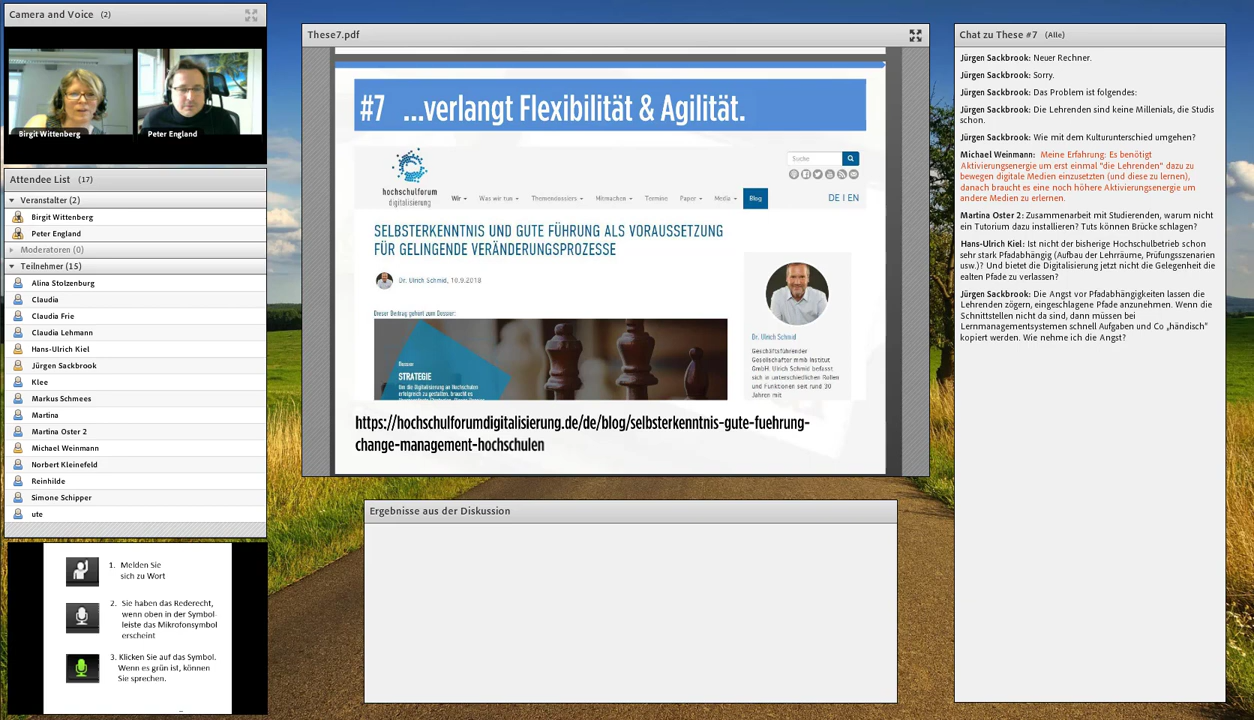 Camera and Voice (2)
Birgit Wittenberg
Peter England
Attendee List (17)
Veranstalter (2)
Birgit Wittenberg
Peter England
Moderatoren (0)
Teilnehmer (15)
Alina Stolzenburg
Claudia
Claudia Frie
Claudia Lehmann
Hans-Ulrich Kiel
Jürgen Sackbrook
Klee
Markus Schmees
Martina
Martina Oster 2
Michael Weinmann
Norbert Kleinefeld
Reinhilde
Simone Schipper
ute
1. Melden Sie
sich zu Wort
2. Sie haben das Rederecht,
wenn oben in der Symbol-
leiste das Mikrofonsymbol
erscheint
3. Klicken Sie auf das Symbol.
Wenn es grün ist, können
Sie sprechen.
These7.pdf
#7 ...verlangt Flexibilität & Agilität.
hochschulforum
digitalisierung
Suche
Wir
Was wir tun
Themendossiers
Mitmachen
Termine
Paper
Media
Blog
DE I EN
SELBSTERKENNTNIS UND GUTE FÜHRUNG ALS VORAUSSETZUNG
FÜR GELINGENDE VERÄNDERUNGSPROZESSE
Dr. Ulrich Schmid, 10.9.2018
Dieser Beitrag gehört zum Dossier:
Dossier
STRATEGIE
Um die Digitalisierung an Hochschulen
erfolgreich zu gestalten, braucht es
Dr. Ulrich Schmid
Geschäftsführender
Gesellschafter mmb Institut
GmbH. Ulrich Schmid befasst
sich in unterschiedlichen Rollen
und Funktionen seit rund 30
Jahren mit
https://hochschulforumdigitalisierung.de/de/blog/selbsterkenntnis-gute-fuehrung-
change-management-hochschulen
Ergebnisse aus der Diskussion
Chat zu These #7 (Alle)
Jürgen Sackbrook: Neuer Rechner.
Jürgen Sackbrook: Sorry.
Jürgen Sackbrook: Das Problem ist folgendes:
Jürgen Sackbrook: Die Lehrenden sind keine Millenials, die Studis
schon.
Jürgen Sackbrook: Wie mit dem Kulturunterschied umgehen?
Michael Weinmann: Meine Erfahrung: Es benötigt
Aktivierungsenergie um erst einmal "die Lehrenden" dazu zu
bewegen digitale Medien einzusetzten (und diese zu lernen),
danach braucht es eine noch höhere Aktivierungsenergie um
andere Medien zu erlernen.
Martina Oster 2: Zusammenarbeit mit Studierenden, warum nicht
ein Tutorium dazu installieren? Tuts können Brücke schlagen?
Hans-Ulrich Kiel: Ist nicht der bisherige Hochschulbetrieb schon
sehr stark Pfadabhängig (Aufbau der Lehrräume, Prüfungsszenarien
usw.)? Und bietet die Digitalisierung jetzt nicht die Gelegenheit die
ealten Pfade zu verlassen?
Jürgen Sackbrook: Die Angst vor Pfadabhängigkeiten lassen die
Lehrenden zögern, eingeschlagene Pfade anzunehmen. Wenn die
Schnittstellen nicht da sind, dann müssen bei
Lernmanagementsystemen schnell Aufgaben und Co „händisch"
kopiert werden. Wie nehme ich die Angst?